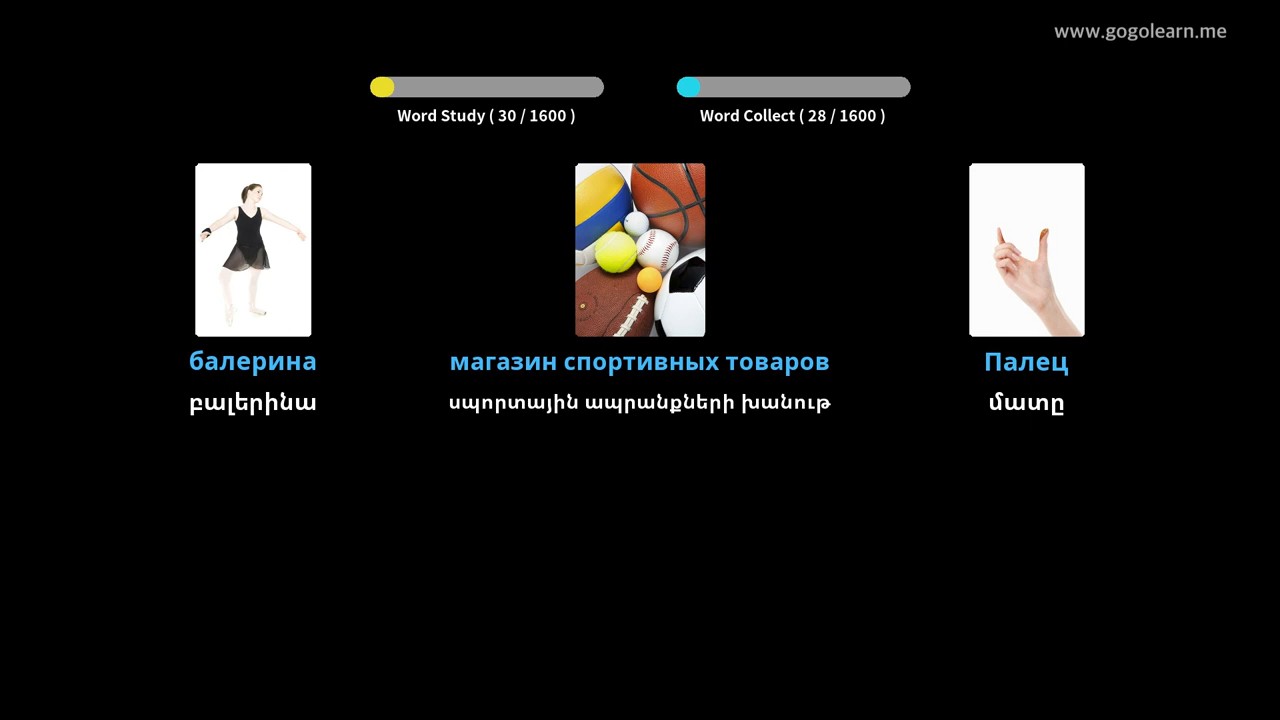 www.gogolearn.me
Word Study ( 30 / 1600 )
Word Collect ( 28 / 1600 )
балерина
магазин спортивных товаров
Палец
բալերինա
սպորտային ապրանքների խանութ
մատը